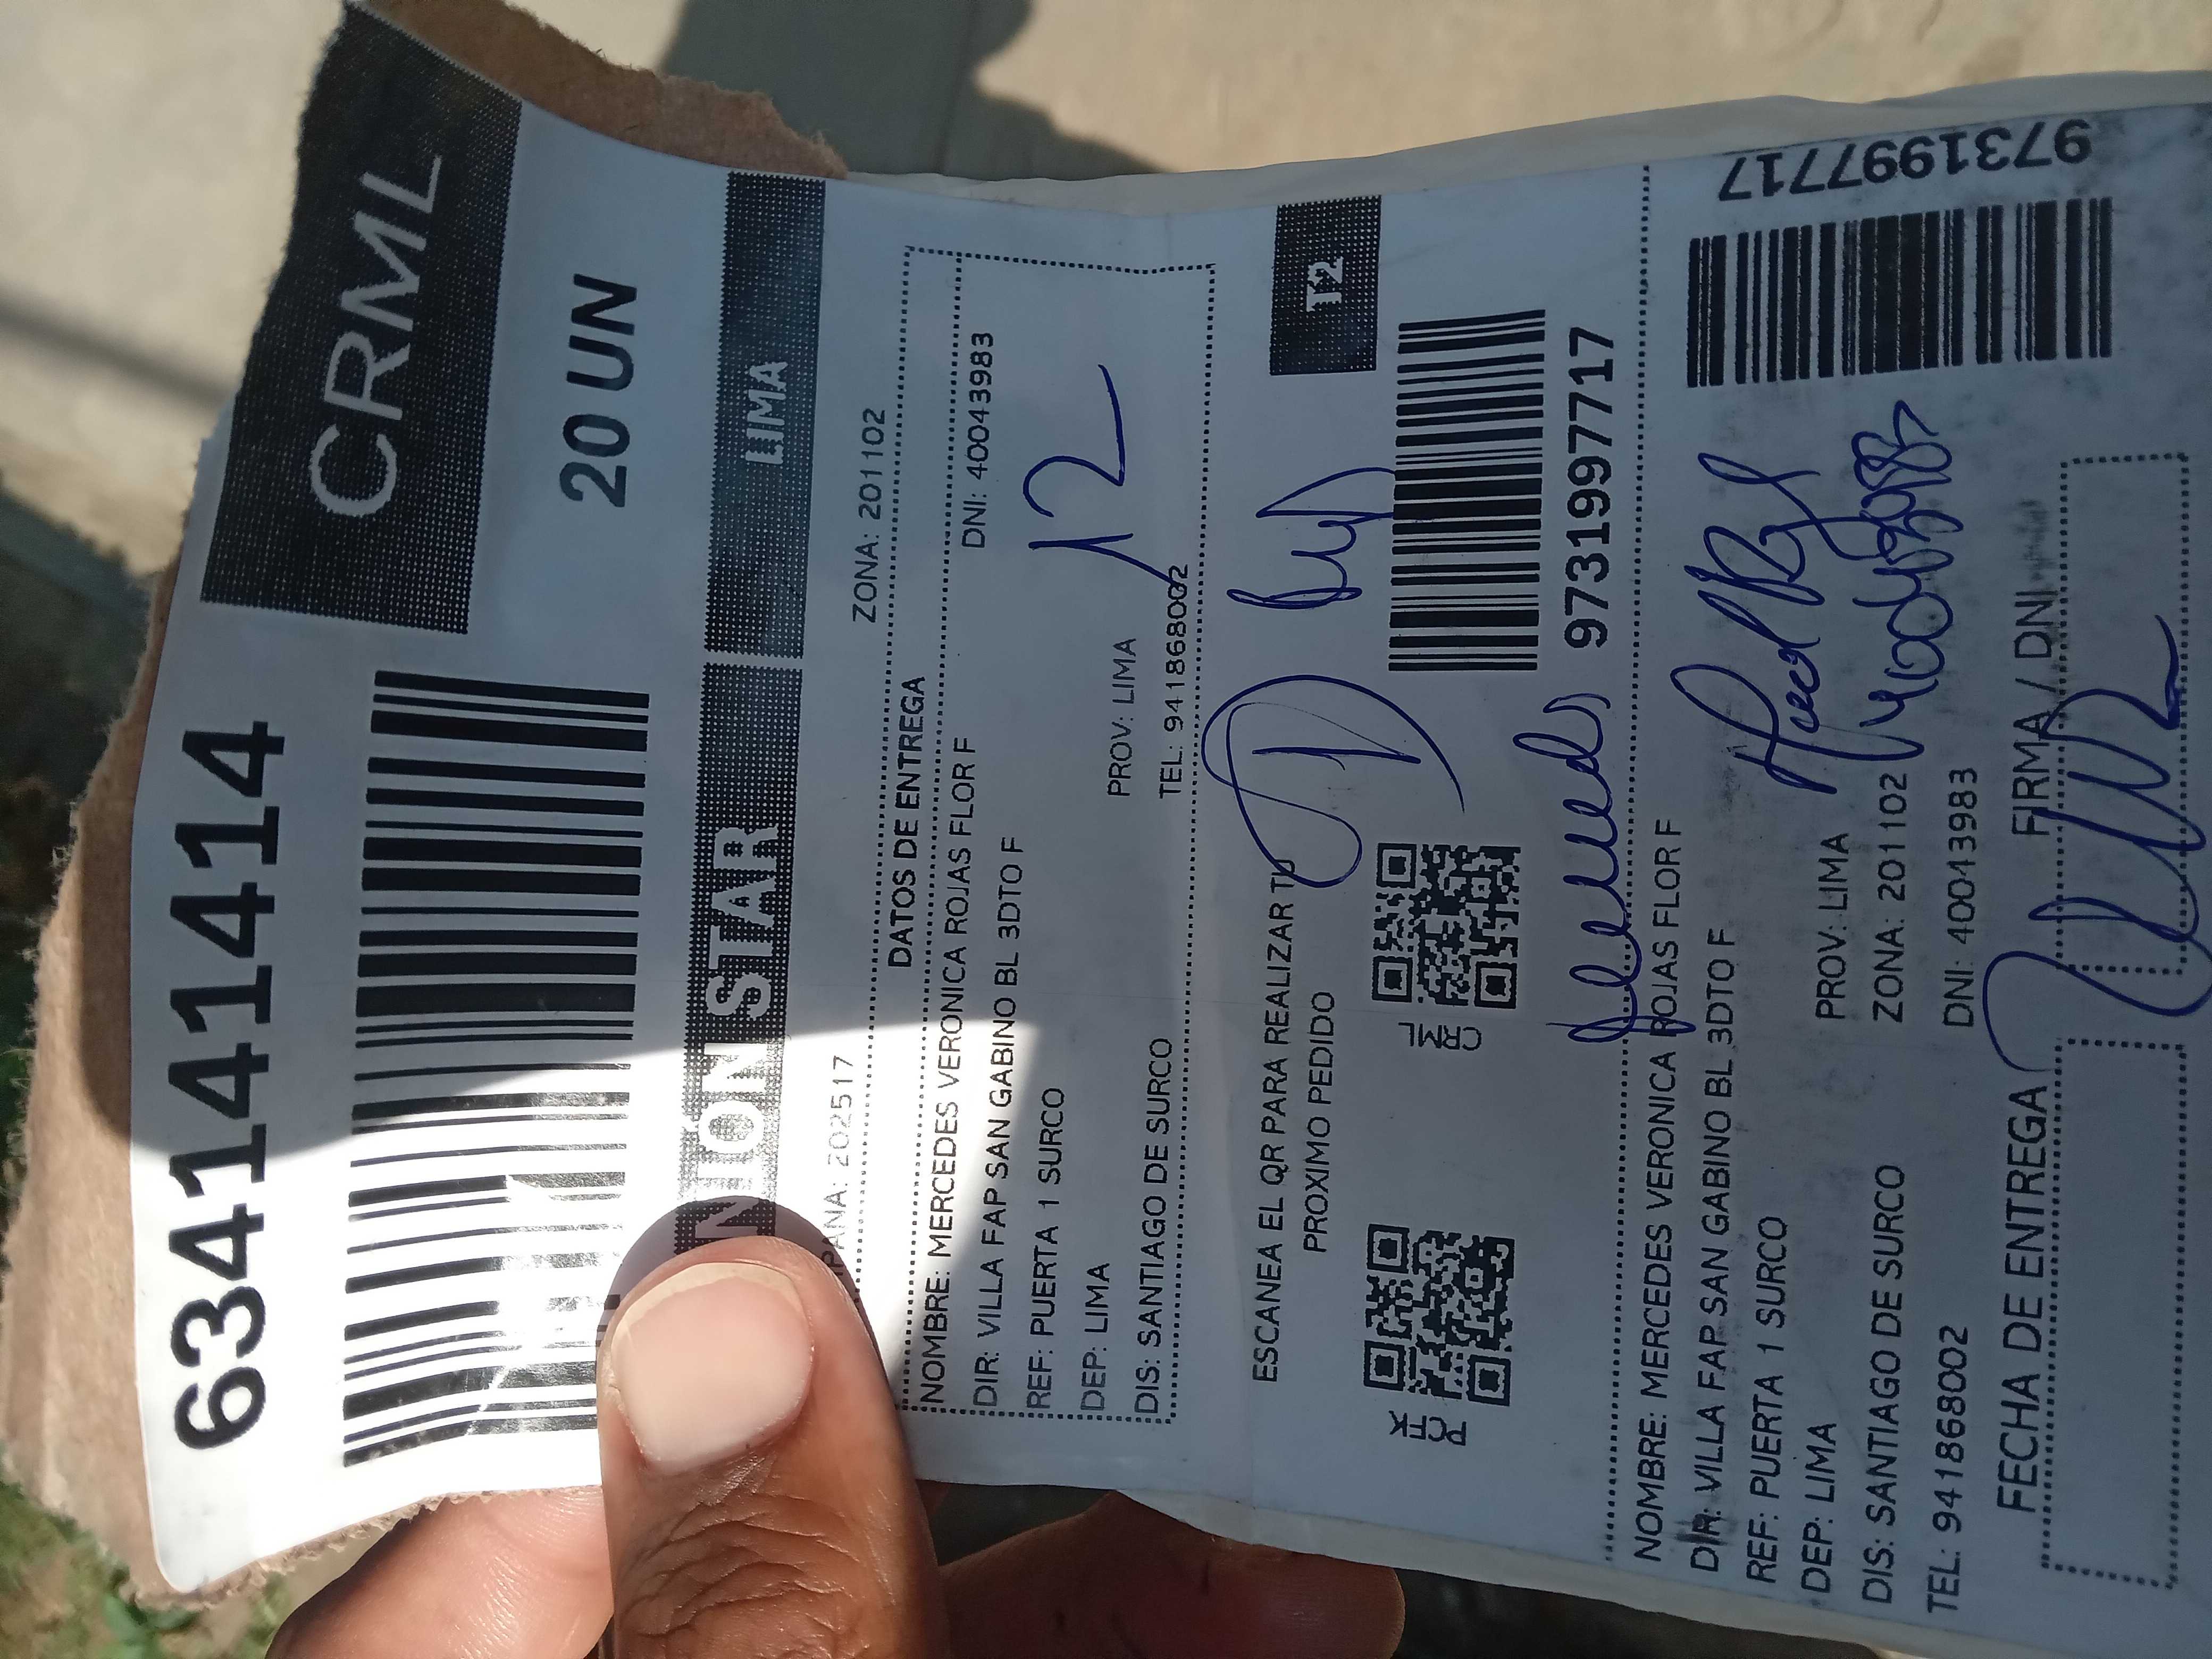 6341414414
CRML
20 UN
NION STAR
LIMA
PANA: 202517
ZONA: 201102
DATOS DE ENTREGA
NOMBRE: MERCEDES VERONICA ROJAS FLOR F
DIR: VILLA FAP SAN GABINO BL 3DTO F
DNI: 40043983
REF: PUERTA 1 SURCO
DEP: LIMA
PROV: LIMA
12
DIS: SANTIAGO DE SURCO
TEL: 941868002
ESCANEA EL QR PARA REALIZAR TU
PROXIMO PEDIDO
T2
PCFK
CRML
9731997717
NOMBRE: MERCEDES VERONICA ROJAS FLOR F
DIR: VILLA FAP SAN GABINO BL 3DTO F
REF: PUERTA 1 SURCO
DEP: LIMA
PROV: LIMA
DIS: SANTIAGO DE SURCO
ZONA: 201102
TEL: 941868002
DNI: 40043983
9731997717
FECHA DE ENTREGA
FIRMA / DNI